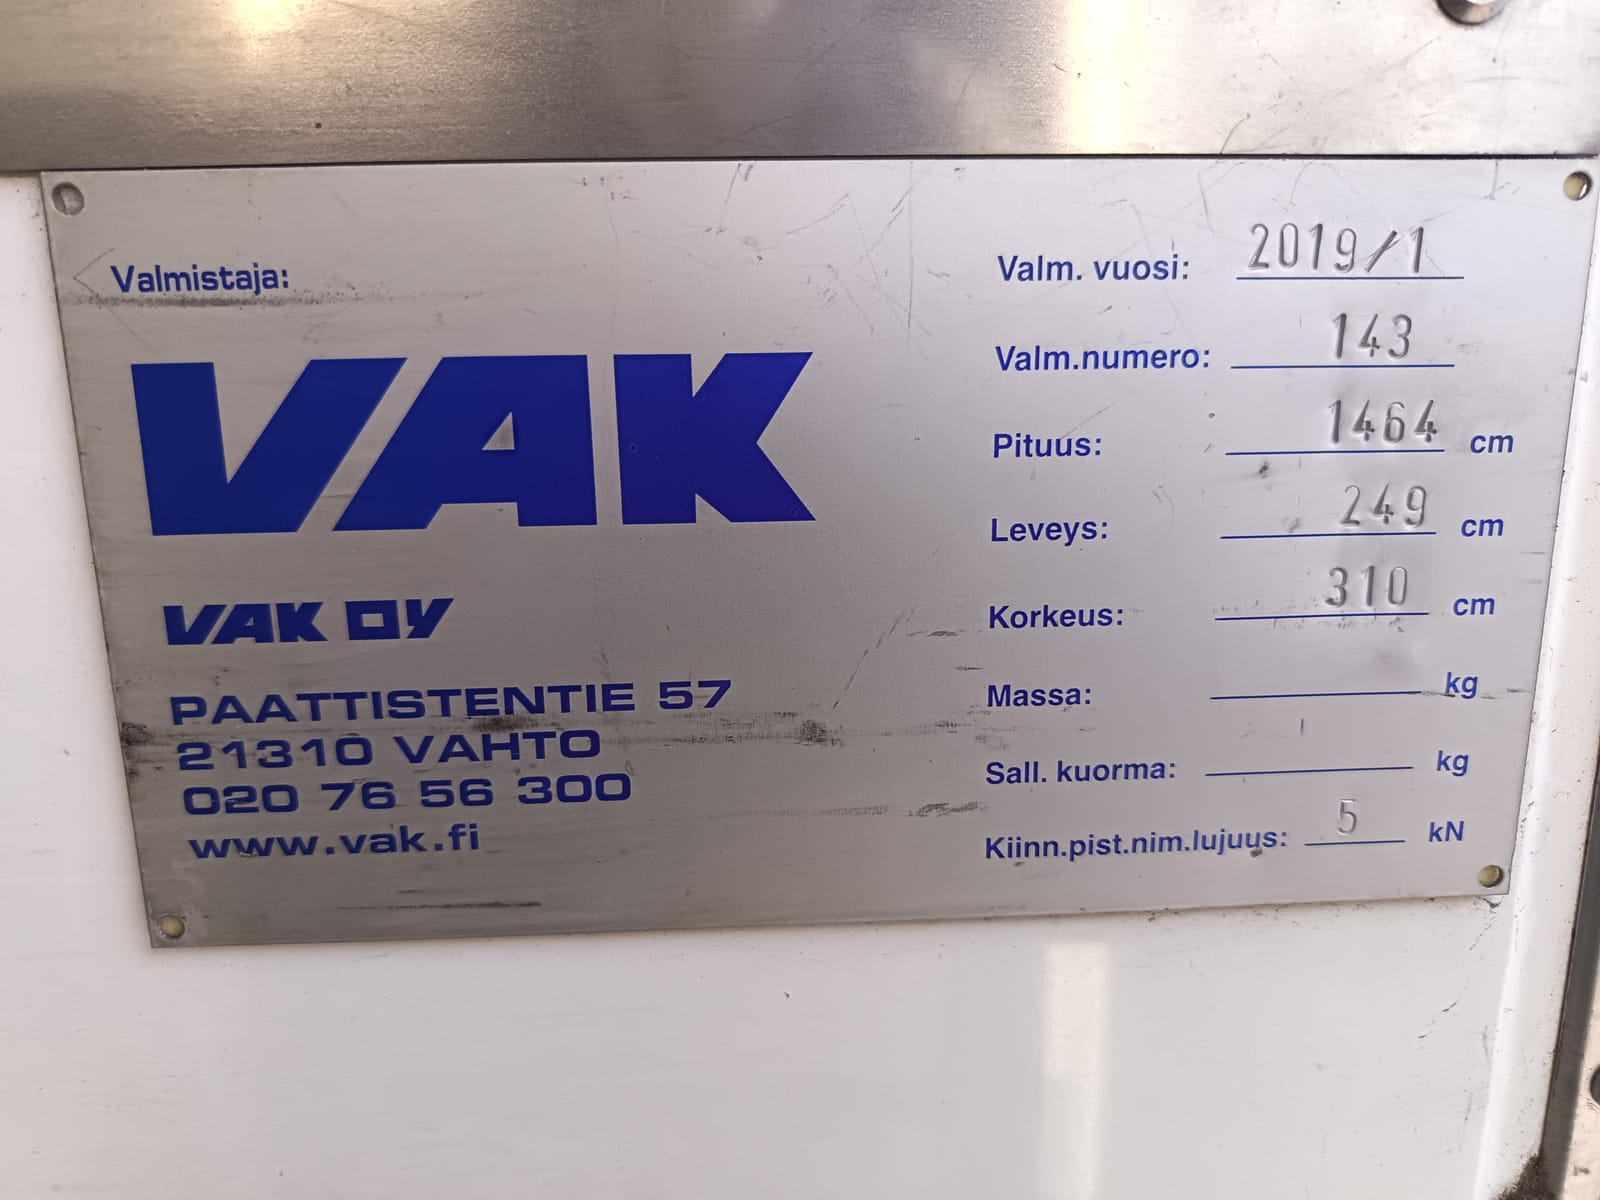 Valmistaja:
VAK
VAK OY
PAATTISTENTIE 57
21310 VAHTO
020 76 56 300
www.vak.fi
Valm. vuosi: 2019/1
Valm.numero: 143
Pituus: 1464 cm
Leveys: 249 cm
Korkeus: 310 cm
Massa: kg
Sall. kuorma: kg
Kiinn.pist.nim.lujuus: 5 kN